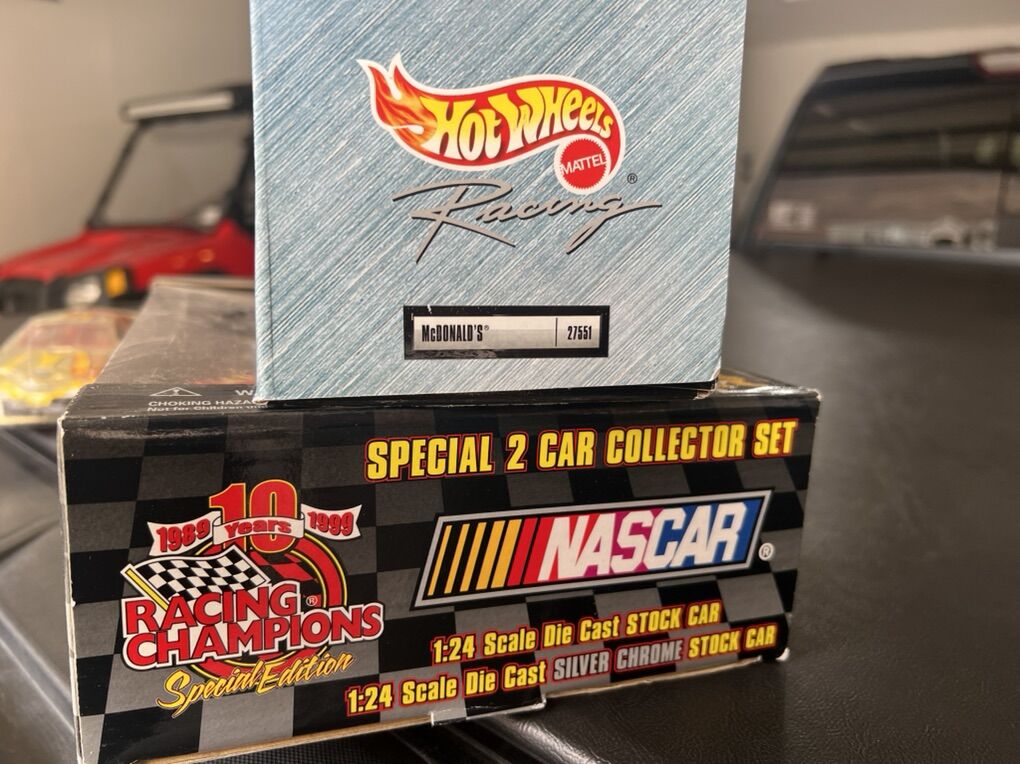 HOT WHEELS
MATTEL
Racing®
McDONALD'S® 27551
CHOKING HAZA
Not for Children
SPECIAL 2 CAR COLLECTOR SET
10
1989 Years 1999
RACING
CHAMPIONS®
Special Edition
NASCAR®
1:24 Scale Die Cast STOCK CAR
1:24 Scale Die Cast SILVER CHROME STOCK CAR